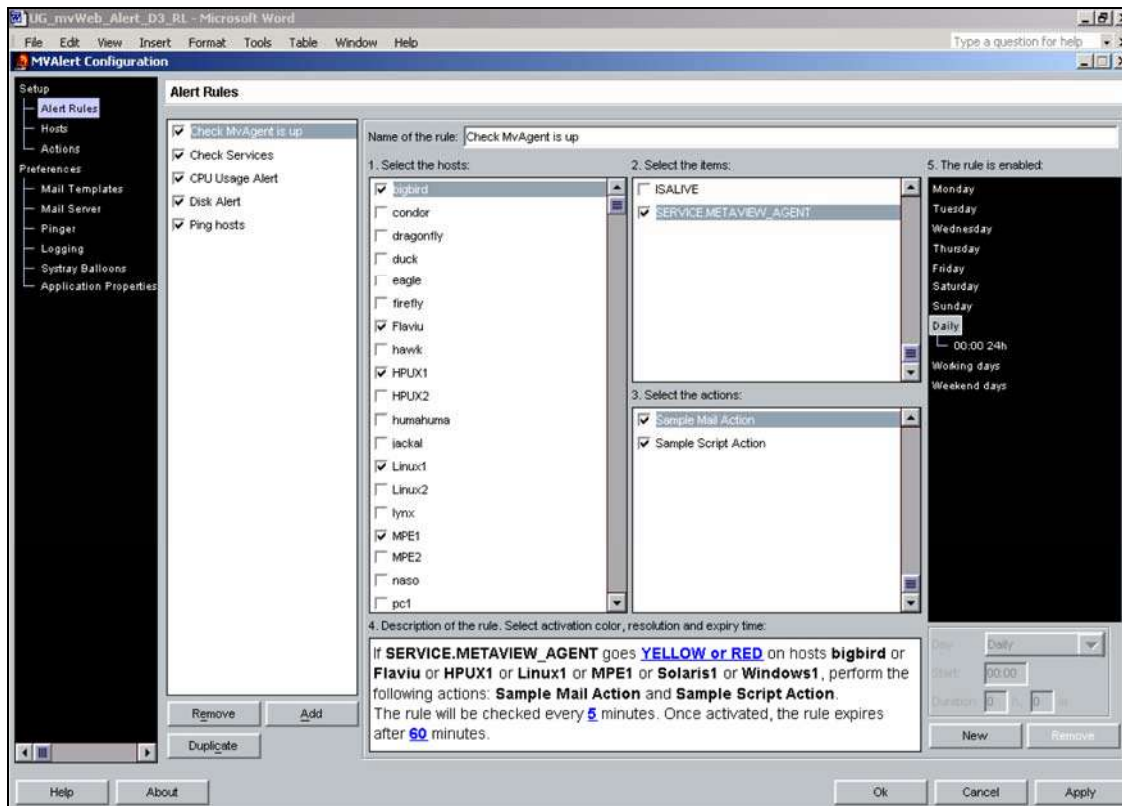 UG_mvWeb_Alert_D3_RL - Microsoft Word
File Edit View Insert Format Tools Table Window Help
Type a question for help
MVAlert Configuration
Setup
Alert Rules
Hosts
Actions
Preferences
Mail Templates
Mail Server
Pinger
Logging
Systray Balloons
Application Properties
Alert Rules
Check MvAgent is up
Check Services
CPU Usage Alert
Disk Alert
Ping hosts
Remove
Add
Duplicate
Name of the rule: Check MvAgent is up
1. Select the hosts:
bigbird
condor
dragonfly
duck
eagle
firefly
Flaviu
hawk
HPUX1
HPUX2
humahuma
jackal
Linux1
Linux2
lynx
MPE1
MPE2
naso
pc1
2. Select the items:
ISALIVE
SERVICE.METAVIEW_AGENT
3. Select the actions:
Sample Mail Action
Sample Script Action
4. Description of the rule. Select activation color, resolution and expiry time:
If SERVICE.METAVIEW_AGENT goes YELLOW or RED on hosts bigbird or
Flaviu or HPUX1 or Linux1 or MPE1 or Solaris1 or Windows1, perform the
following actions: Sample Mail Action and Sample Script Action.
The rule will be checked every 5 minutes. Once activated, the rule expires
after 60 minutes.
5. The rule is enabled:
Monday
Tuesday
Wednesday
Thursday
Friday
Saturday
Sunday
Daily
00:00 24h
Working days
Weekend days
Day: Daily
Start: 00:00
Duration: 0 h, 0 m
New
Remove
Help
About
Ok
Cancel
Apply